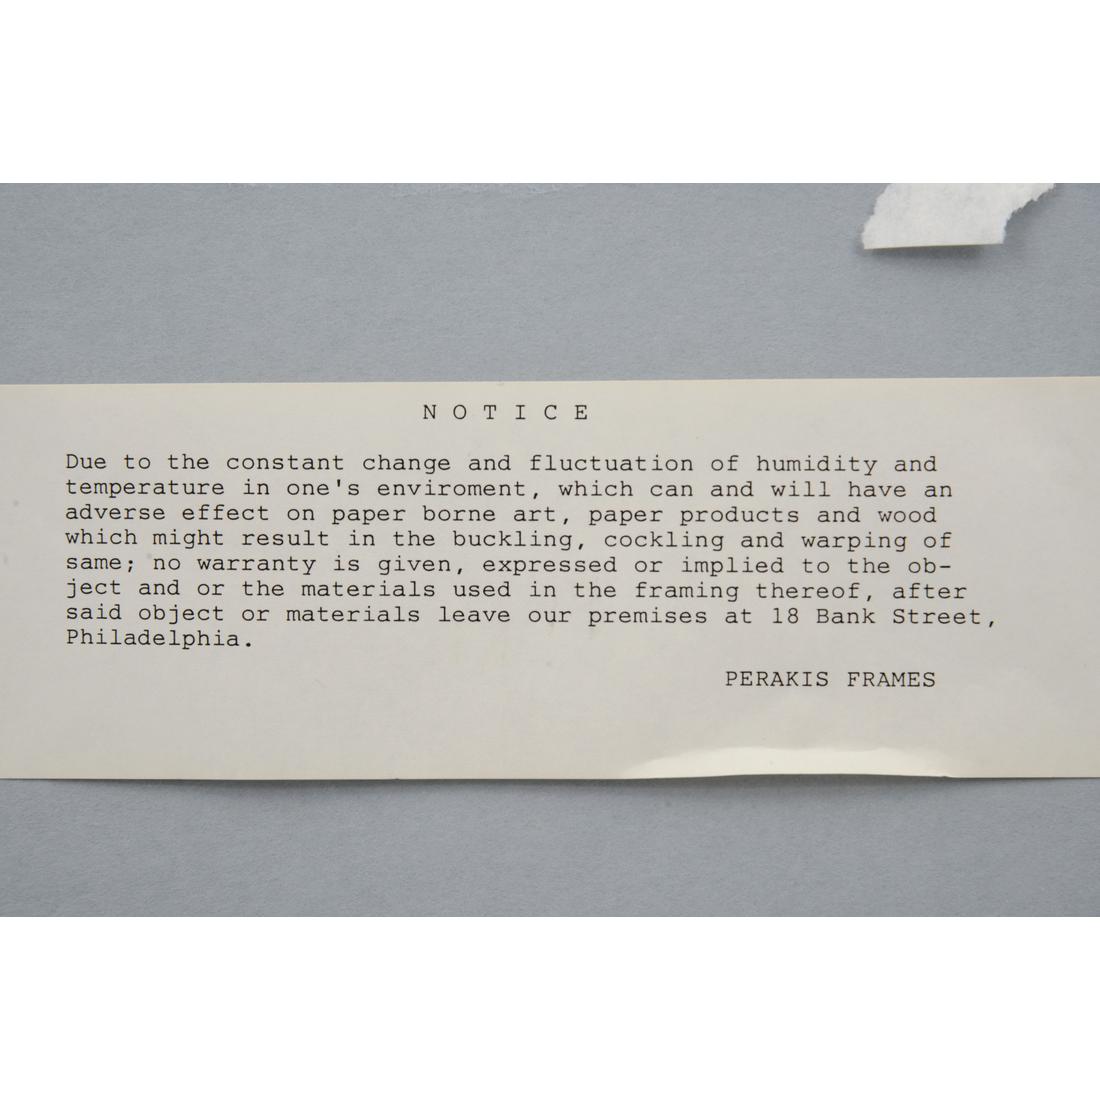 NOTICE
Due to the constant change and fluctuation of humidity and
temperature in one's enviroment, which can and will have an
adverse effect on paper borne art, paper products and wood
which might result in the buckling, cockling and warping of
same; no warranty is given, expressed or implied to the ob-
ject and or the materials used in the framing thereof, after
said object or materials leave our premises at 18 Bank Street,
Philadelphia.
PERAKIS FRAMES